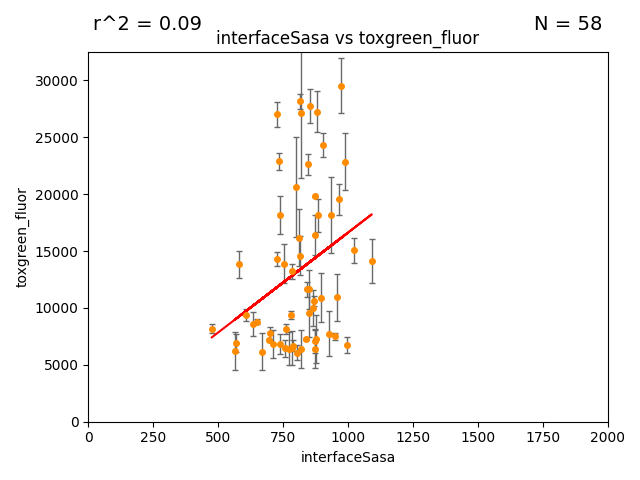 r^2 = 0.09
N = 58
interfaceSasa vs toxgreen_fluor
30000
25000
20000
15000
10000
5000
0
toxgreen_fluor
0 250 500 750 1000 1250 1500 1750 2000
interfaceSasa